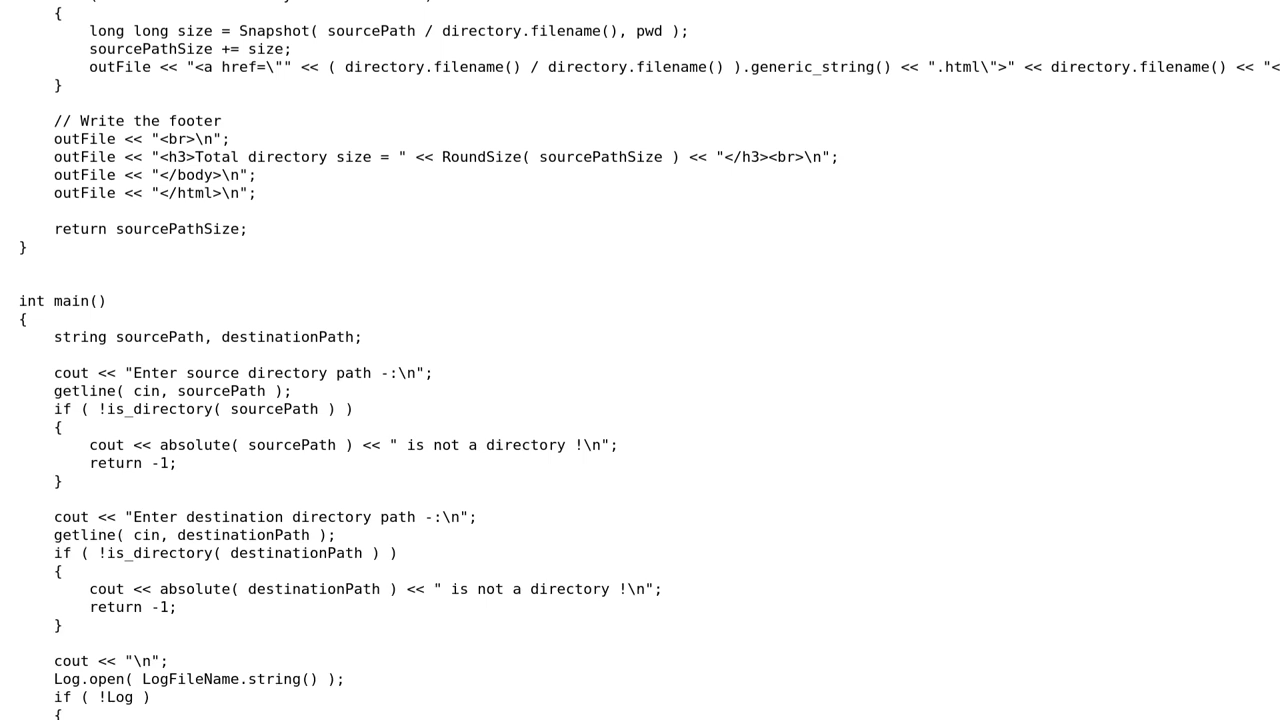 {
        long long size = Snapshot( sourcePath / directory.filename(), pwd );
        sourcePathSize += size;
        outFile << "<a href=\"" << ( directory.filename() / directory.filename() ).generic_string() << ".html\">" << directory.filename() << "<
    }

    // Write the footer
    outFile << "<br>\n";
    outFile << "<h3>Total directory size = " << RoundSize( sourcePathSize ) << "</h3><br>\n";
    outFile << "</body>\n";
    outFile << "</html>\n";

    return sourcePathSize;
}


int main()
{
    string sourcePath, destinationPath;

    cout << "Enter source directory path -:\n";
    getline( cin, sourcePath );
    if ( !is_directory( sourcePath ) )
    {
        cout << absolute( sourcePath ) << " is not a directory !\n";
        return -1;
    }

    cout << "Enter destination directory path -:\n";
    getline( cin, destinationPath );
    if ( !is_directory( destinationPath ) )
    {
        cout << absolute( destinationPath ) << " is not a directory !\n";
        return -1;
    }

    cout << "\n";
    Log.open( LogFileName.string() );
    if ( !Log )
    {